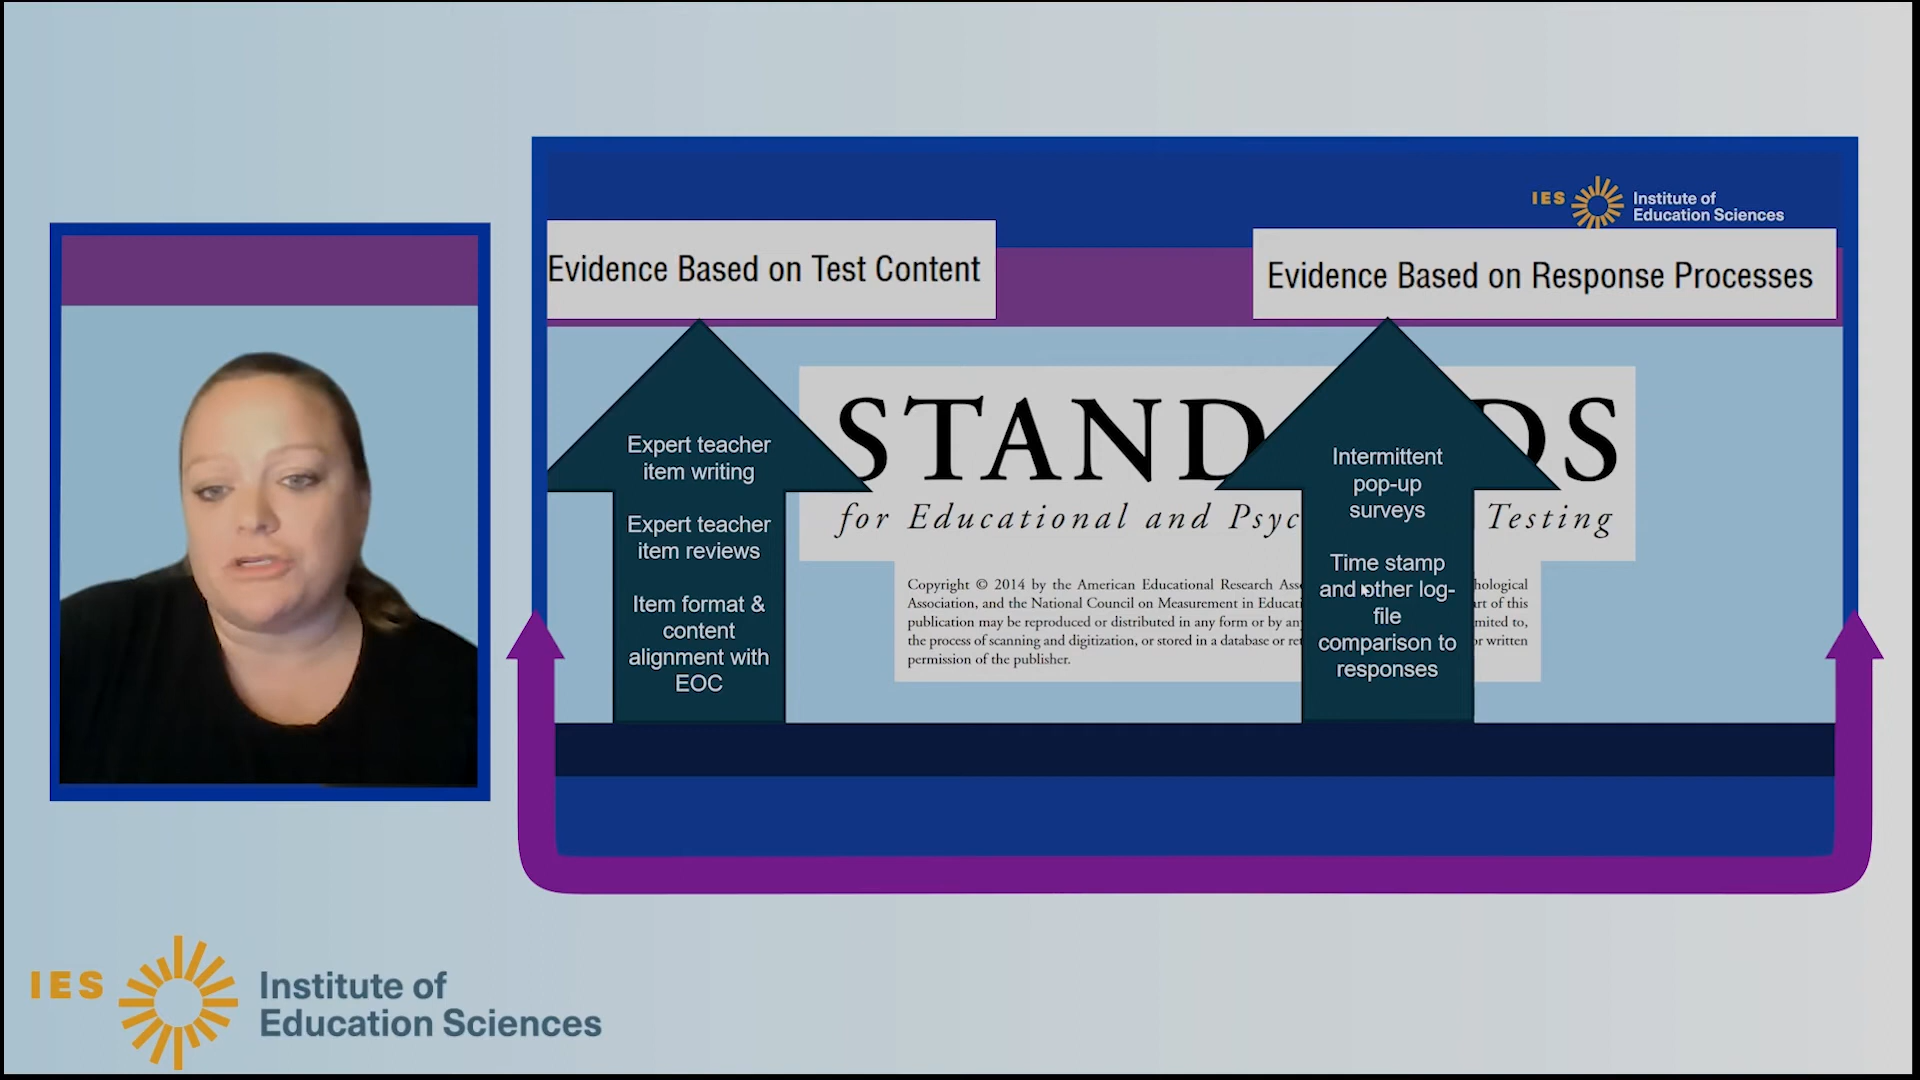 IES
Institute of
Education Sciences
Evidence Based on Test Content
Evidence Based on Response Processes
STAND DS
for Educational and Psyc Testing
Expert teacher
item writing
Expert teacher
item reviews
Item format &
content
alignment with
EOC
Intermittent
pop-up
surveys
Time stamp
and other log-
file
comparison to
responses
Copyright © 2014 by the American Educational Research Ass hological
Association, and the National Council on Measurement in Educati rt of this
publication may be reproduced or distributed in any form or by an mited to,
the process of scanning and digitization, or stored in a database or re or written
permission of the publisher.
IES
Institute of
Education Sciences